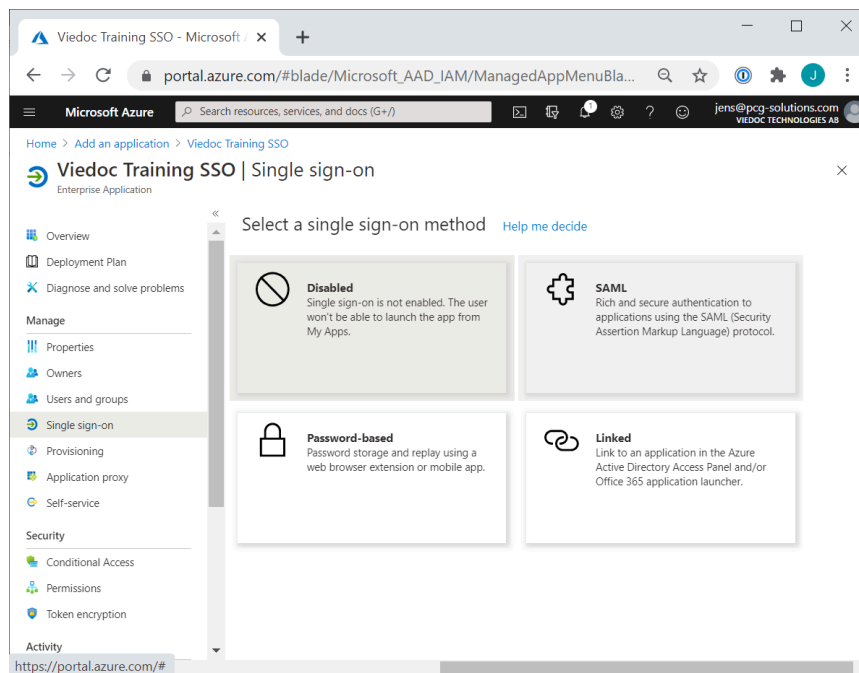 Viedoc Training SSO - Microsoft
portal.azure.com/#blade/Microsoft_AAD_IAM/ManagedAppMenuBla...
J
Microsoft Azure
Search resources, services, and docs (G+/)
1
jens@pcg-solutions.com
VIEDOC TECHNOLOGIES AB
Home > Add an application > Viedoc Training SSO
Viedoc Training SSO | Single sign-on
Enterprise Application
Overview
Deployment Plan
Diagnose and solve problems
Manage
Properties
Owners
Users and groups
Single sign-on
Provisioning
Application proxy
Self-service
Security
Conditional Access
Permissions
Token encryption
Activity
https://portal.azure.com/#
Select a single sign-on method Help me decide
Disabled
Single sign-on is not enabled. The user
won't be able to launch the app from
My Apps.
SAML
Rich and secure authentication to
applications using the SAML (Security
Assertion Markup Language) protocol.
Password-based
Password storage and replay using a
web browser extension or mobile app.
Linked
Link to an application in the Azure
Active Directory Access Panel and/or
Office 365 application launcher.